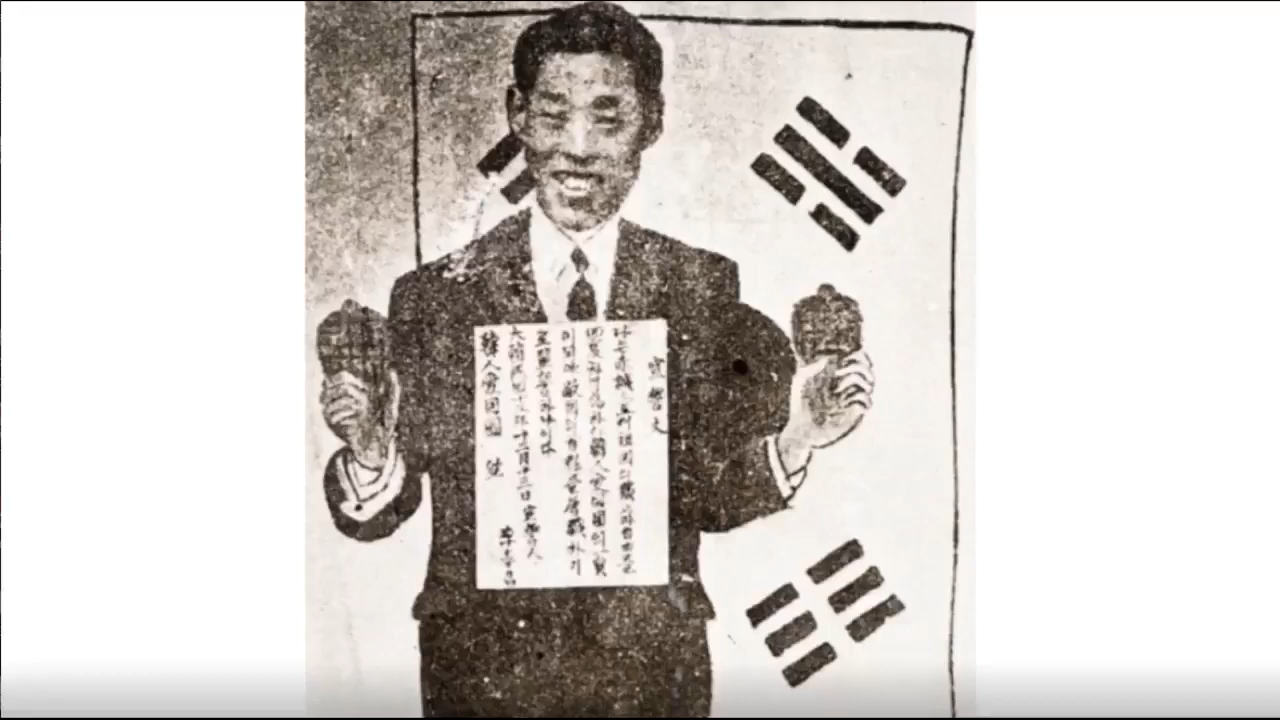 宣誓文
나는赤誠으로써祖國의獨立과自由를
回復하기爲하야韓人愛國團의一員
이되야敵國의首魁를屠戮하기
로盟誓하나이다
大韓民國十三年十二月十三日宣誓人
李奉昌
韓人愛國團 앞